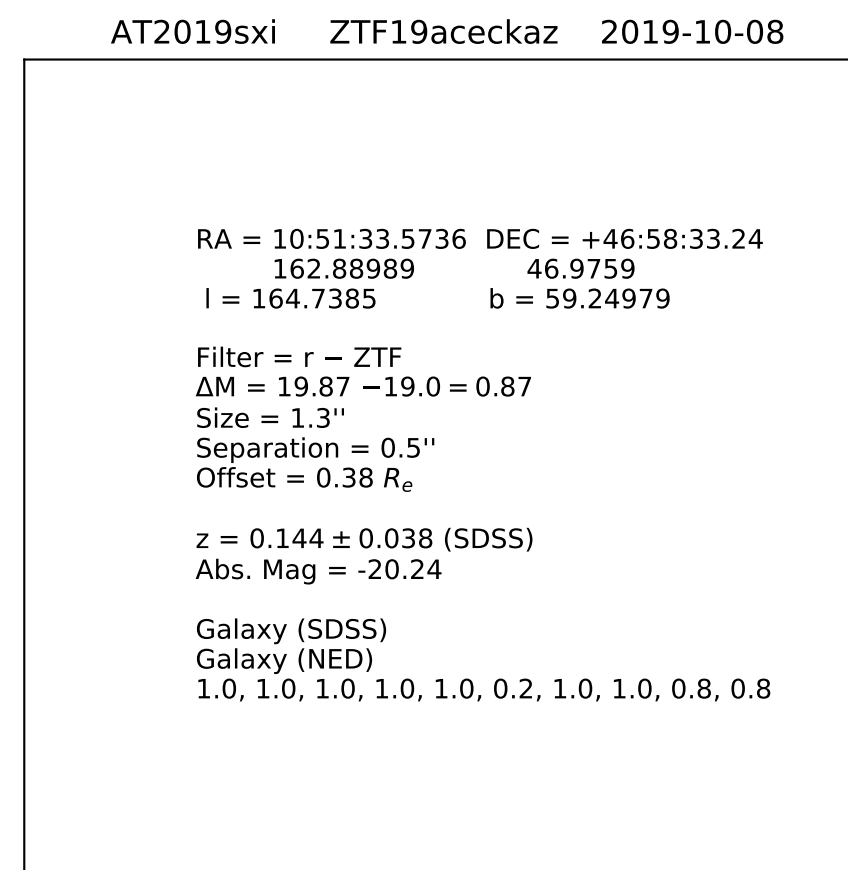 AT2019sxi ZTF19aceckaz 2019-10-08
RA = 10:51:33.5736 DEC = +46:58:33.24
162.88989 46.9759
l = 164.7385 b = 59.24979
Filter = r − ZTF
ΔM = 19.87 −19.0 = 0.87
Size = 1.3''
Separation = 0.5''
Offset = 0.38 Re
z = 0.144 ± 0.038 (SDSS)
Abs. Mag = -20.24
Galaxy (SDSS)
Galaxy (NED)
1.0, 1.0, 1.0, 1.0, 1.0, 0.2, 1.0, 1.0, 0.8, 0.8